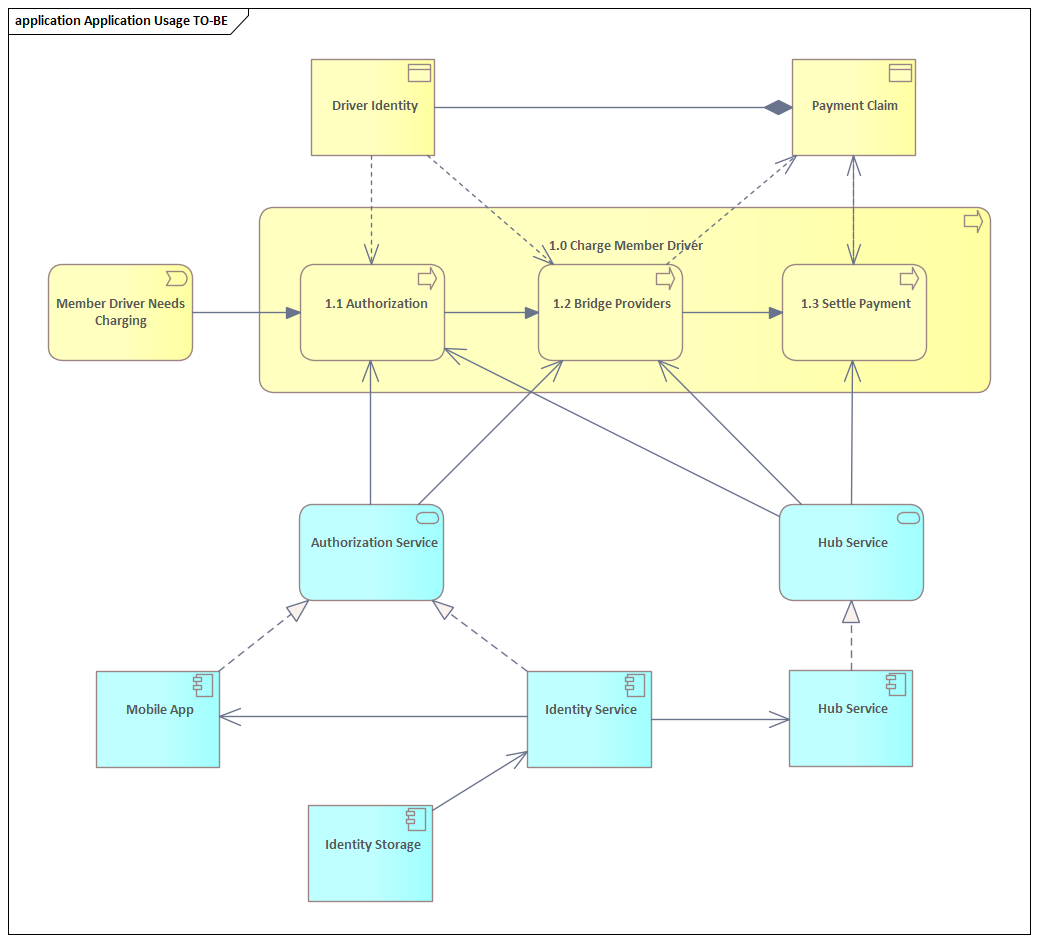 application Application Usage TO-BE
Driver Identity
Payment Claim
1.0 Charge Member Driver
Member Driver Needs
Charging
1.1 Authorization
1.2 Bridge Providers
1.3 Settle Payment
Authorization Service
Hub Service
Mobile App
Identity Service
Hub Service
Identity Storage